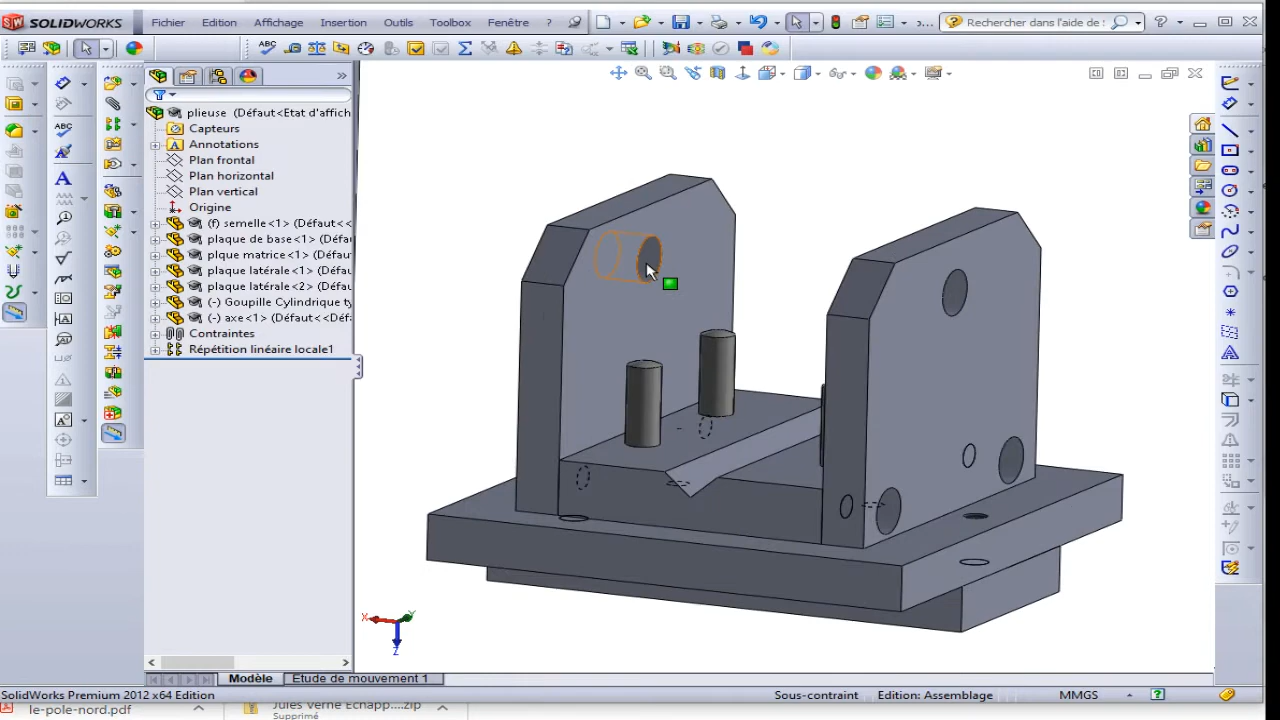 SOLIDWORKS Fichier Edition Affichage Insertion Outils Toolbox Fenêtre ? ... Rechercher dans l'aide de : ?
ABC
ABC
A
A
A
A
A
plieuse (Défaut<Etat d'affich
Capteurs
Annotations
Plan frontal
Plan horizontal
Plan vertical
Origine
(f) semelle<1> (Défaut<<
plaque de base<1> (Défaut
plque matrice<1> (Défaut
plaque latérale<1> (Défau
plaque latérale<2> (Défau
(-) Goupille Cylindrique ty
(-) axe<1> (Défaut<<Défa
Contraintes
Répétition linéaire locale1
X
Y
Z
Modèle Etude de mouvement 1
SolidWorks Premium 2012 x64 Edition Sous-contraint Edition: Assemblage MMGS ?
le-pole-nord.pdf Jules Verne Echapp....zip
Supprimé